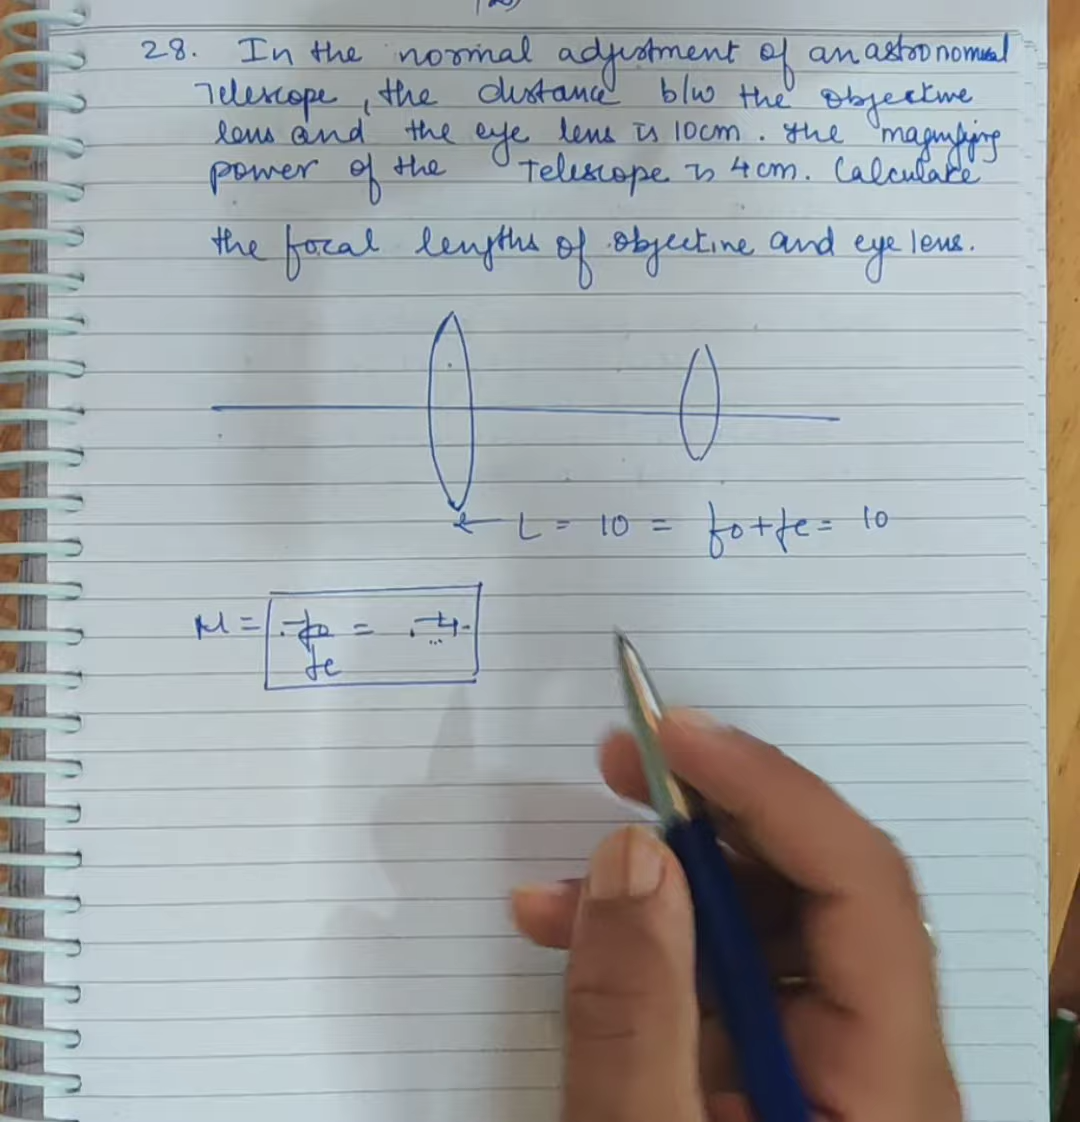 28. In the normal adjustment of an astronomical
Telescope, the distance b/w the objective
lens and the eye lens is 10cm. The magnifying
power of the Telescope is 4cm. Calculate
the focal lengths of objective and eye lens.
← L = 10 = fo+fe = 10
M = -fo = -4.
fe